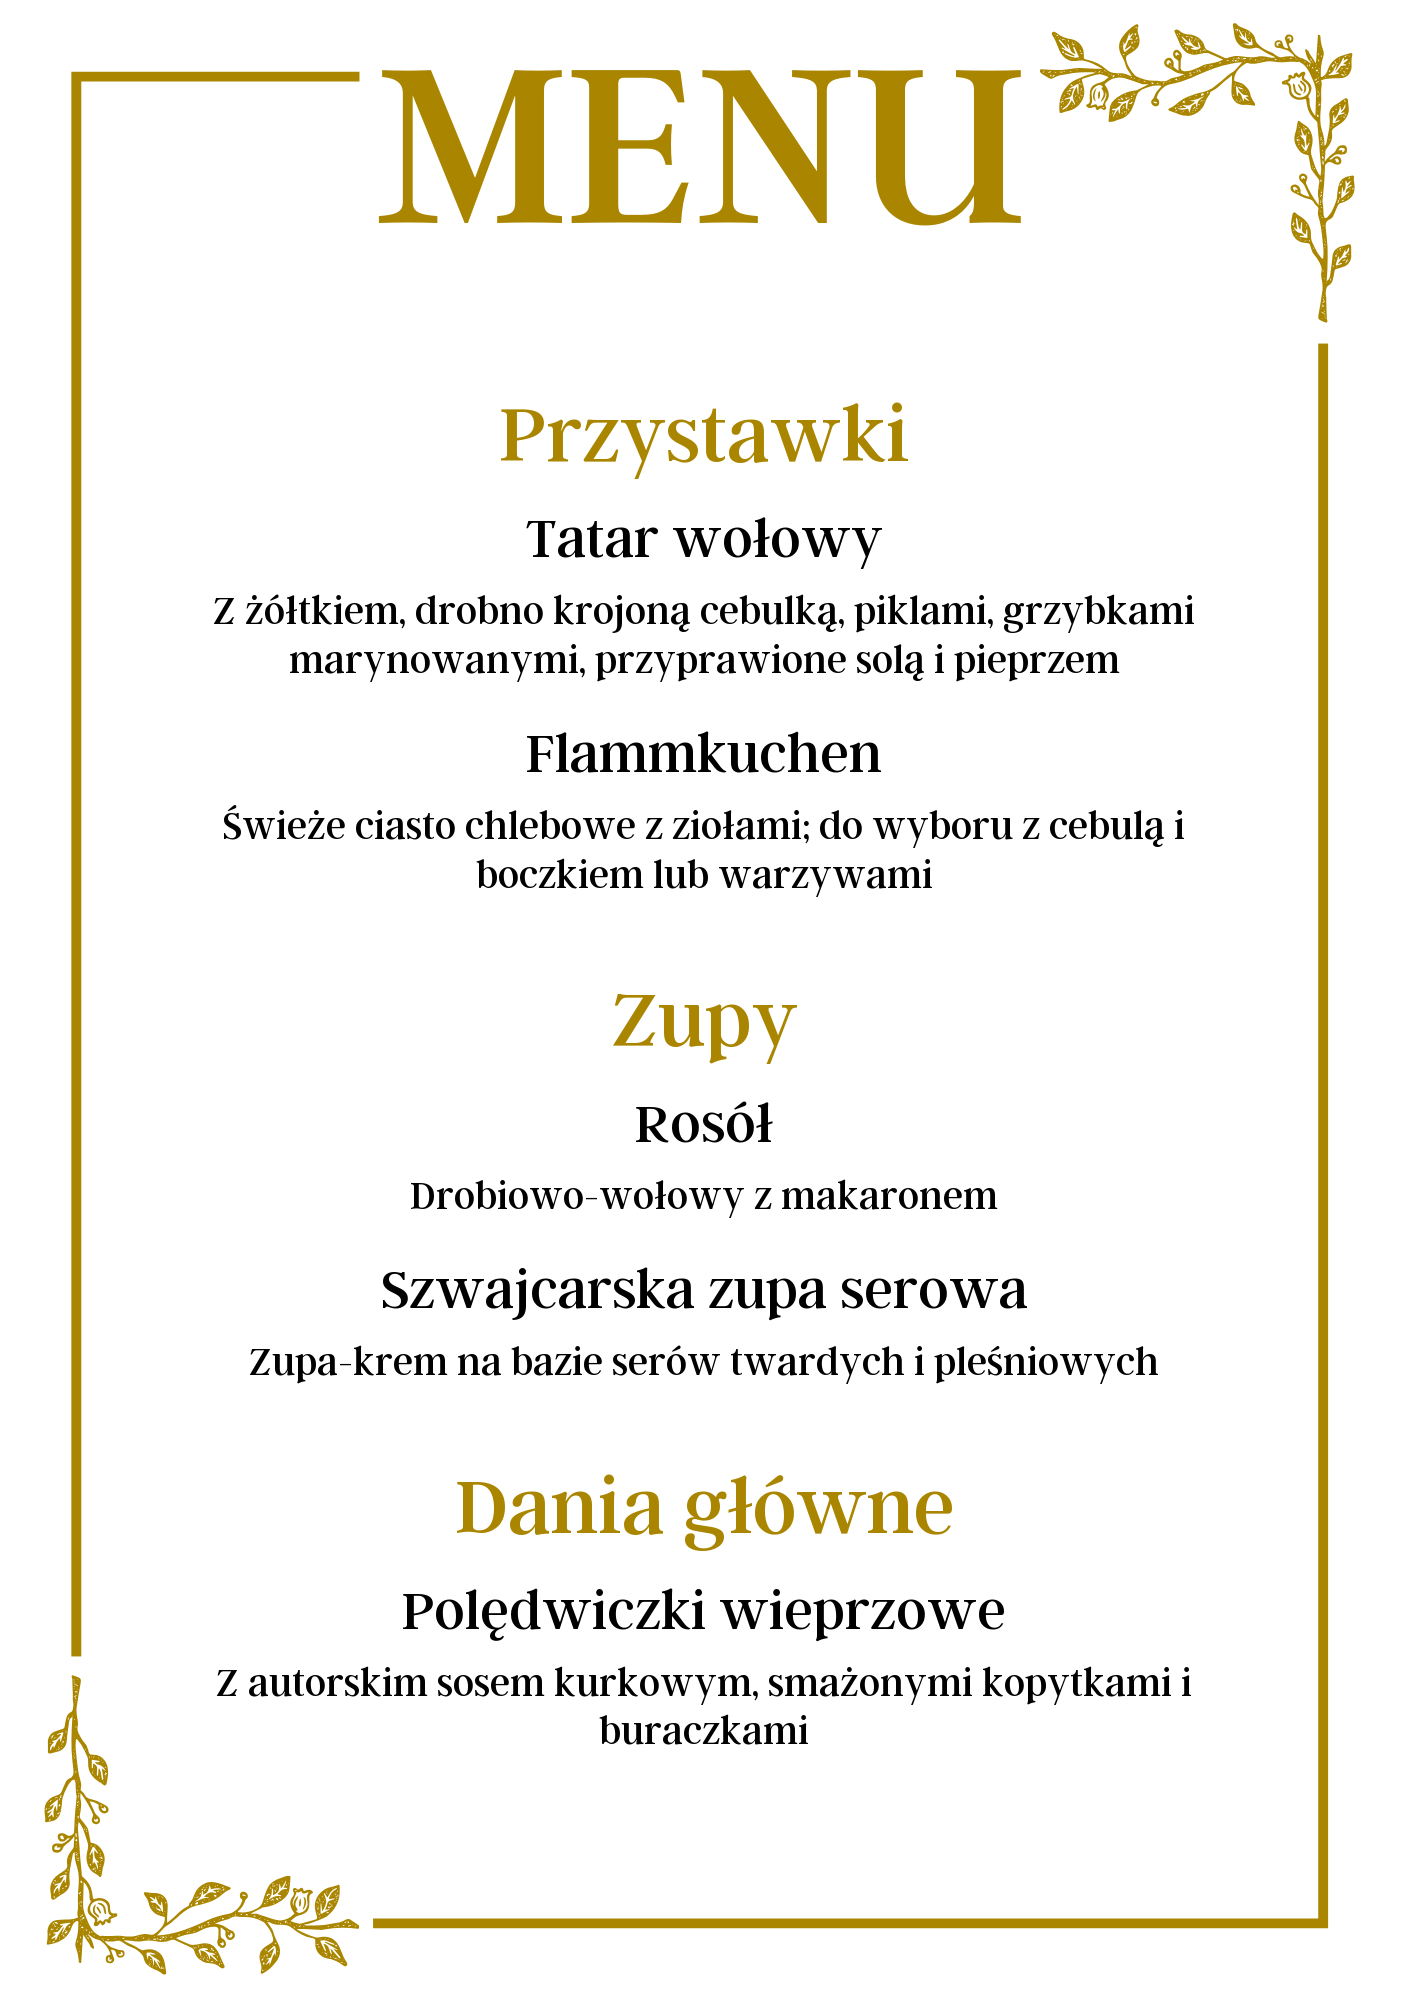 MENU
Przystawki
Tatar wołowy
Z żółtkiem, drobno krojoną cebulką, piklami, grzybkami
marynowanymi, przyprawione solą i pieprzem
Flammkuchen
Świeże ciasto chlebowe z ziołami; do wyboru z cebulą i
boczkiem lub warzywami
Zupy
Rosół
Drobiowo-wołowy z makaronem
Szwajcarska zupa serowa
Zupa-krem na bazie serów twardych i pleśniowych
Dania główne
Polędwiczki wieprzowe
Z autorskim sosem kurkowym, smażonymi kopytkami i
buraczkami